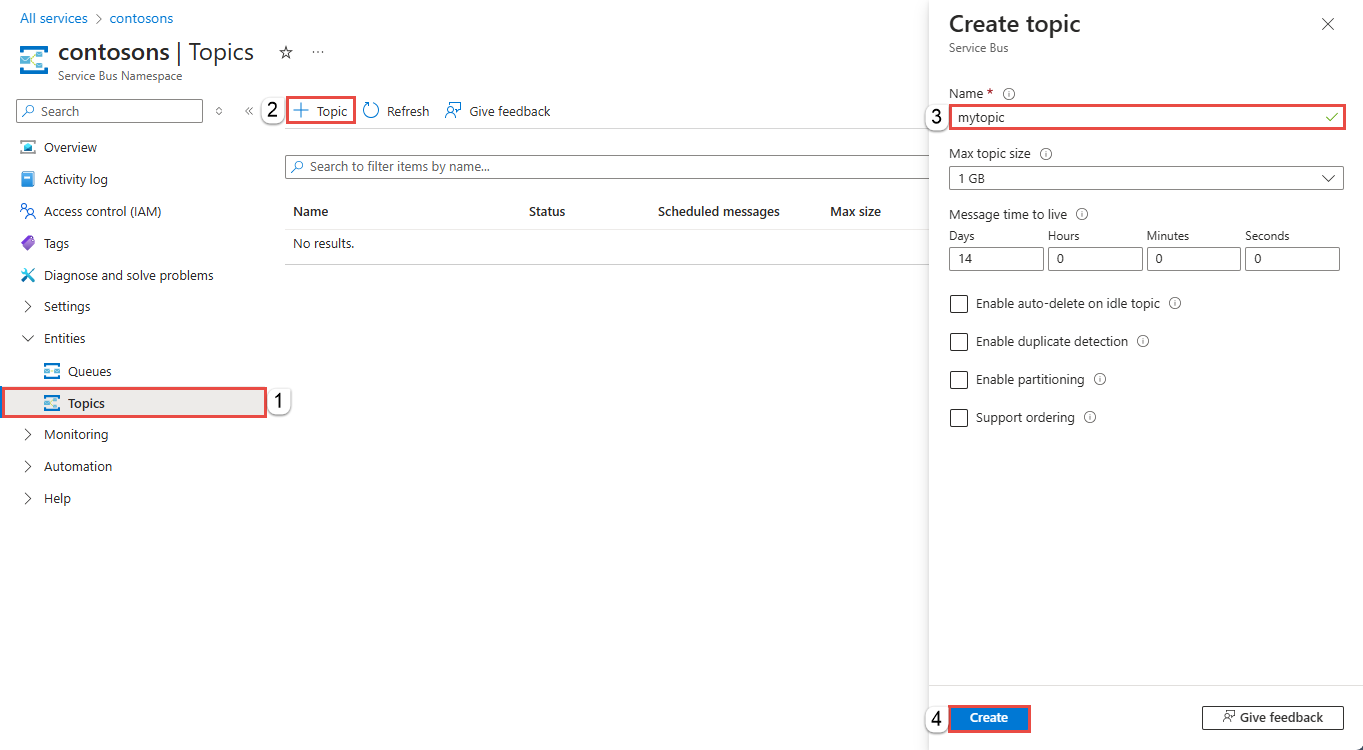 All services > contosons
contosons | Topics
Service Bus Namespace
Search
Overview
Activity log
Access control (IAM)
Tags
Diagnose and solve problems
Settings
Entities
Queues
Topics
1
Monitoring
Automation
Help
2
Topic
Refresh
Give feedback
Search to filter items by name...
Name Status Scheduled messages Max size
No results.
Create topic
Service Bus
Name *
3
mytopic
Max topic size
1 GB
Message time to live
Days Hours Minutes Seconds
14 0 0 0
Enable auto-delete on idle topic
Enable duplicate detection
Enable partitioning
Support ordering
4
Create
Give feedback